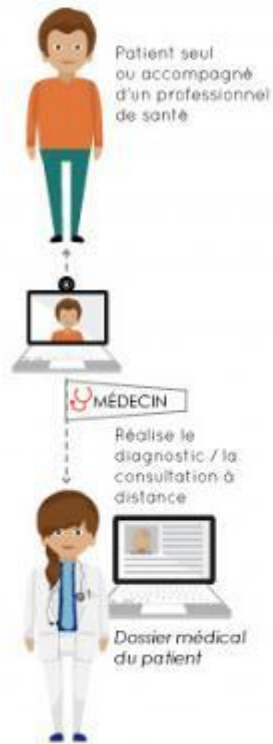 Patient seul
ou accompagné
d'un professionnel
de santé
MÉDECIN
Réalise le
diagnostic / la
consultation à
distance
Dossier médical
du patient